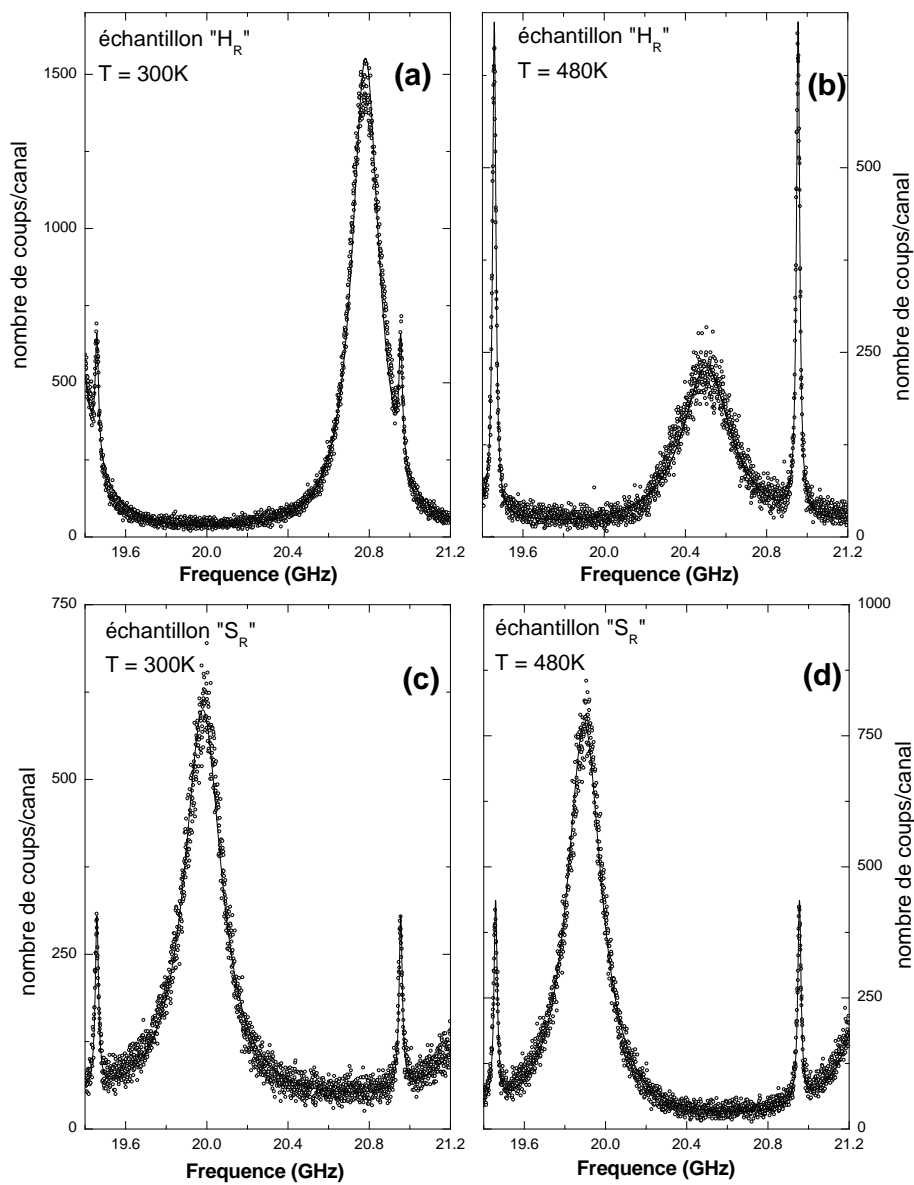 échantillon "H_R"
T = 300K
(a)
1500
1000
500
0
nombre de coups/canal
19.6 20.0 20.4 20.8 21.2
Frequence (GHz)
échantillon "H_R"
T = 480K
(b)
500
250
0
nombre de coups/canal
19.6 20.0 20.4 20.8 21.2
Frequence (GHz)
échantillon "S_R"
T = 300K
(c)
750
500
250
0
nombre de coups/canal
19.6 20.0 20.4 20.8 21.2
Frequence (GHz)
échantillon "S_R"
T = 480K
(d)
1000
750
500
250
0
nombre de coups/canal
19.6 20.0 20.4 20.8 21.2
Frequence (GHz)